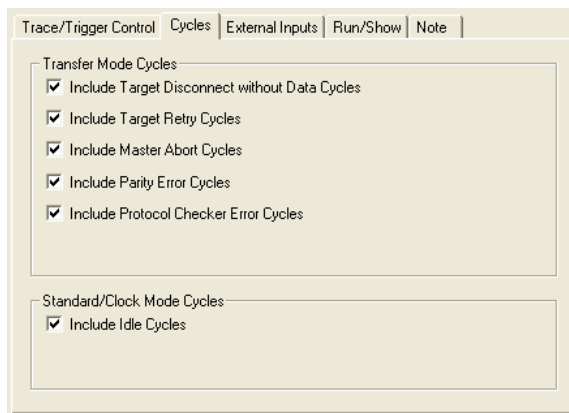 Trace/Trigger Control Cycles External Inputs Run/Show Note
Transfer Mode Cycles
Include Target Disconnect without Data Cycles
Include Target Retry Cycles
Include Master Abort Cycles
Include Parity Error Cycles
Include Protocol Checker Error Cycles
Standard/Clock Mode Cycles
Include Idle Cycles